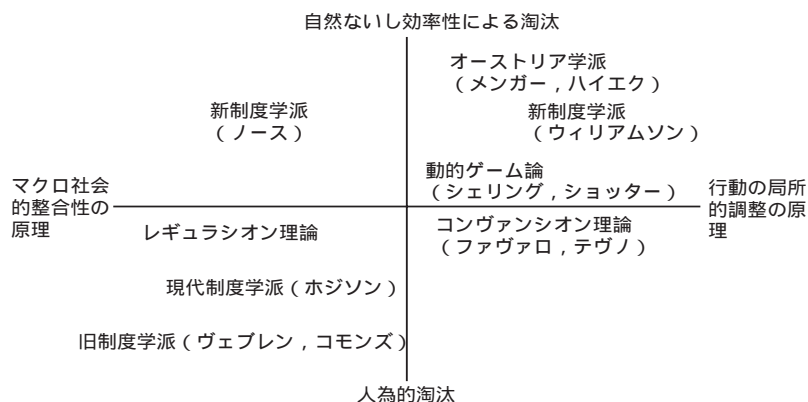 自然ないし効率性による淘汰
オーストリア学派
（メンガー，ハイエク）
新制度学派
（ノース）
新制度学派
（ウィリアムソン）
動的ゲーム論
（シェリング，ショッター）
マクロ社会
的整合性の
原理
行動の局所
的調整の原
理
レギュラシオン理論
コンヴァンシオン理論
（ファヴァロ，テヴノ）
現代制度学派（ホジソン）
旧制度学派（ヴェブレン，コモンズ）
人為的淘汰